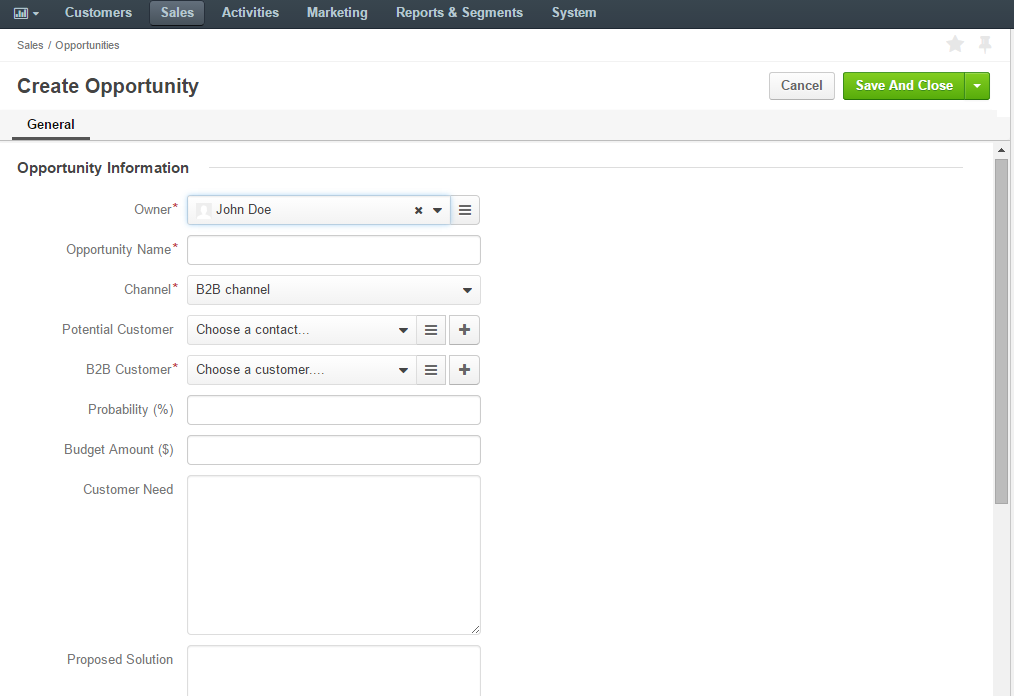 Customers Sales Activities Marketing Reports & Segments System
Sales / Opportunities
Create Opportunity
Cancel Save And Close
General
Opportunity Information
Owner* John Doe
Opportunity Name*
Channel* B2B channel
Potential Customer Choose a contact...
B2B Customer* Choose a customer....
Probability (%)
Budget Amount ($)
Customer Need
Proposed Solution